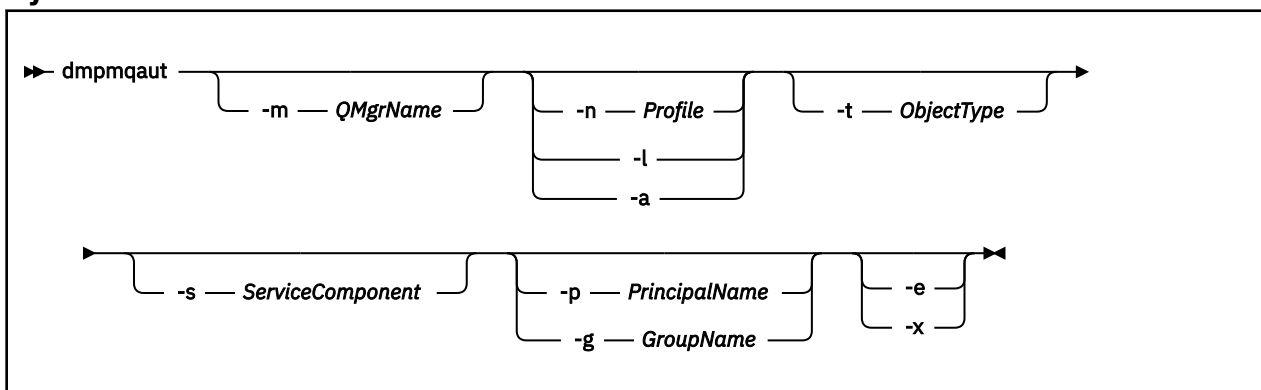 dmpmqaut
-m QMgrName
-n Profile
-l
-a
-t ObjectType
-s ServiceComponent
-p PrincipalName
-g GroupName
-e
-x